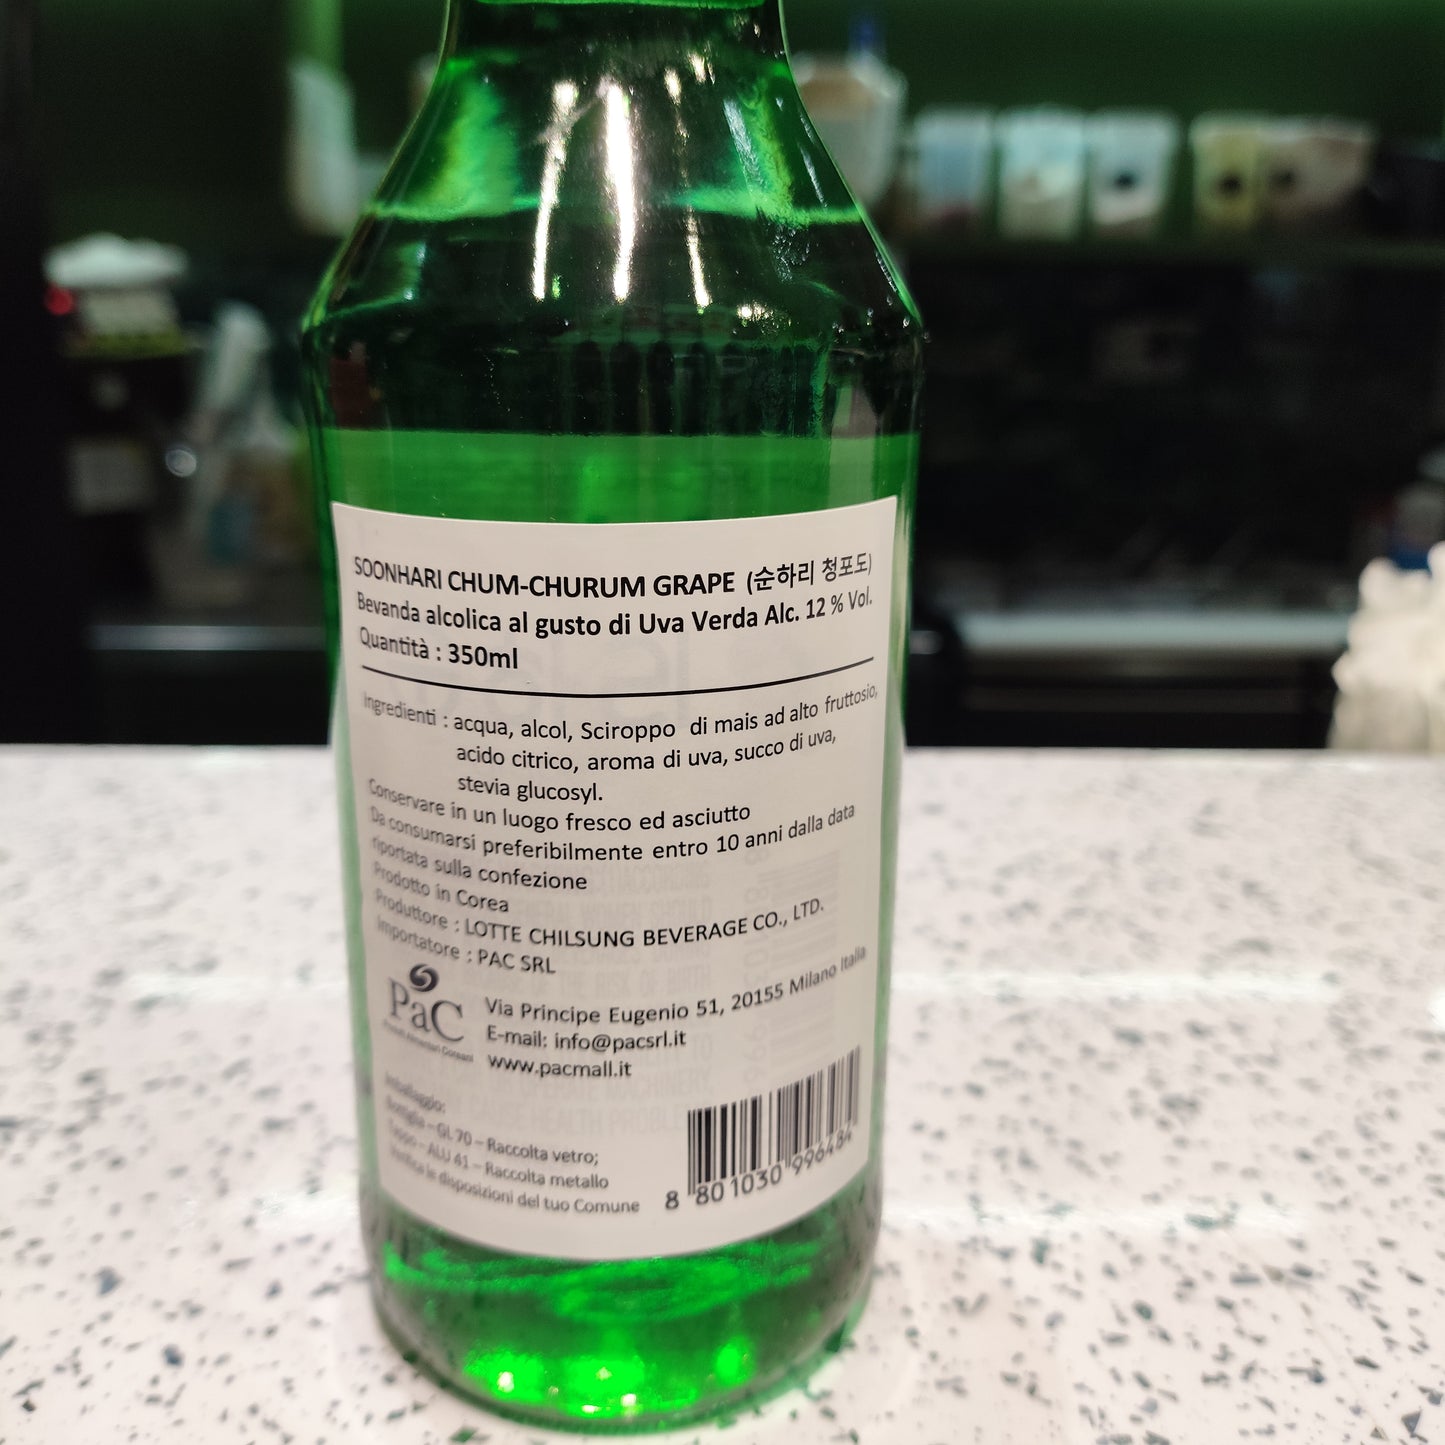 SOONHARI CHUM-CHURUM GRAPE (순하리 청포도)
Bevanda alcolica al gusto di Uva Verda Alc. 12 % Vol.
Quantità : 350ml
Ingredienti : acqua, alcol, Sciroppo di mais ad alto fruttosio,
acido citrico, aroma di uva, succo di uva,
stevia glucosyl.
Conservare in un luogo fresco ed asciutto
Da consumarsi preferibilmente entro 10 anni dalla data
riportata sulla confezione
Prodotto in Corea
Produttore : LOTTE CHILSUNG BEVERAGE CO., LTD.
Importatore : PAC SRL
PaC
Via Principe Eugenio 51, 20155 Milano Italia
E-mail: info@pacsrl.it
www.pacmall.it
Imballaggio:
Bottiglia – GL 70 – Raccolta vetro;
Tappo – ALU 41 – Raccolta metallo
Verifica le disposizioni del tuo Comune
8 801030 996484